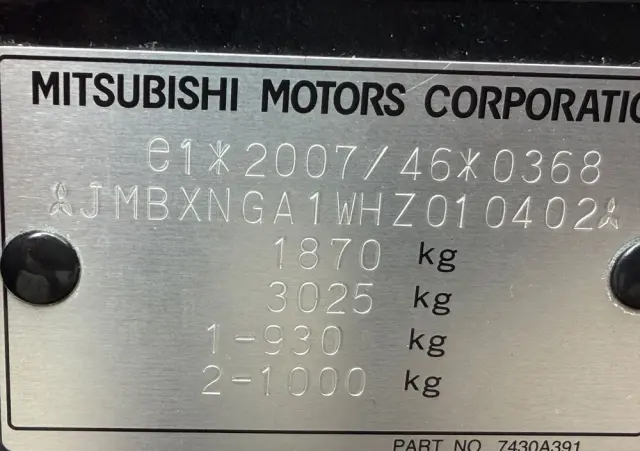 MITSUBISHI MOTORS CORPORATIO
e1*2007/46*0368
JMBXNGA1WHZ010402
1870 kg
3025 kg
1-930 kg
2-1000 kg
PART NO 7430A391